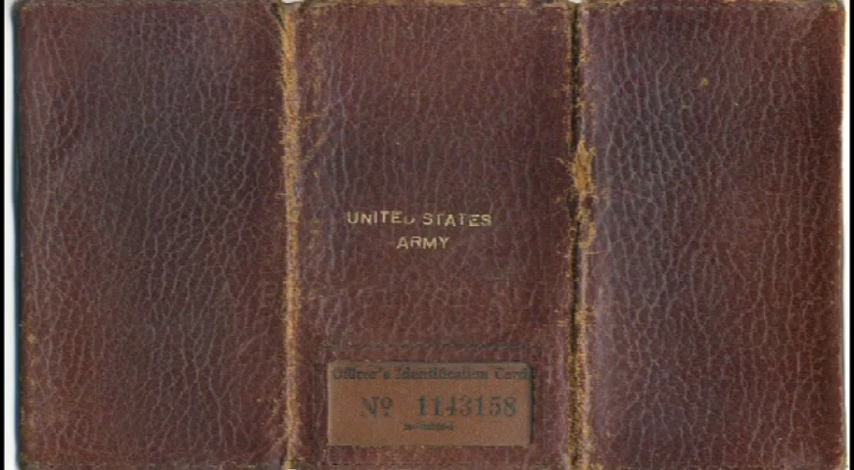 UNITED STATES
ARMY
Officer's Identification Card
Nº 1143158